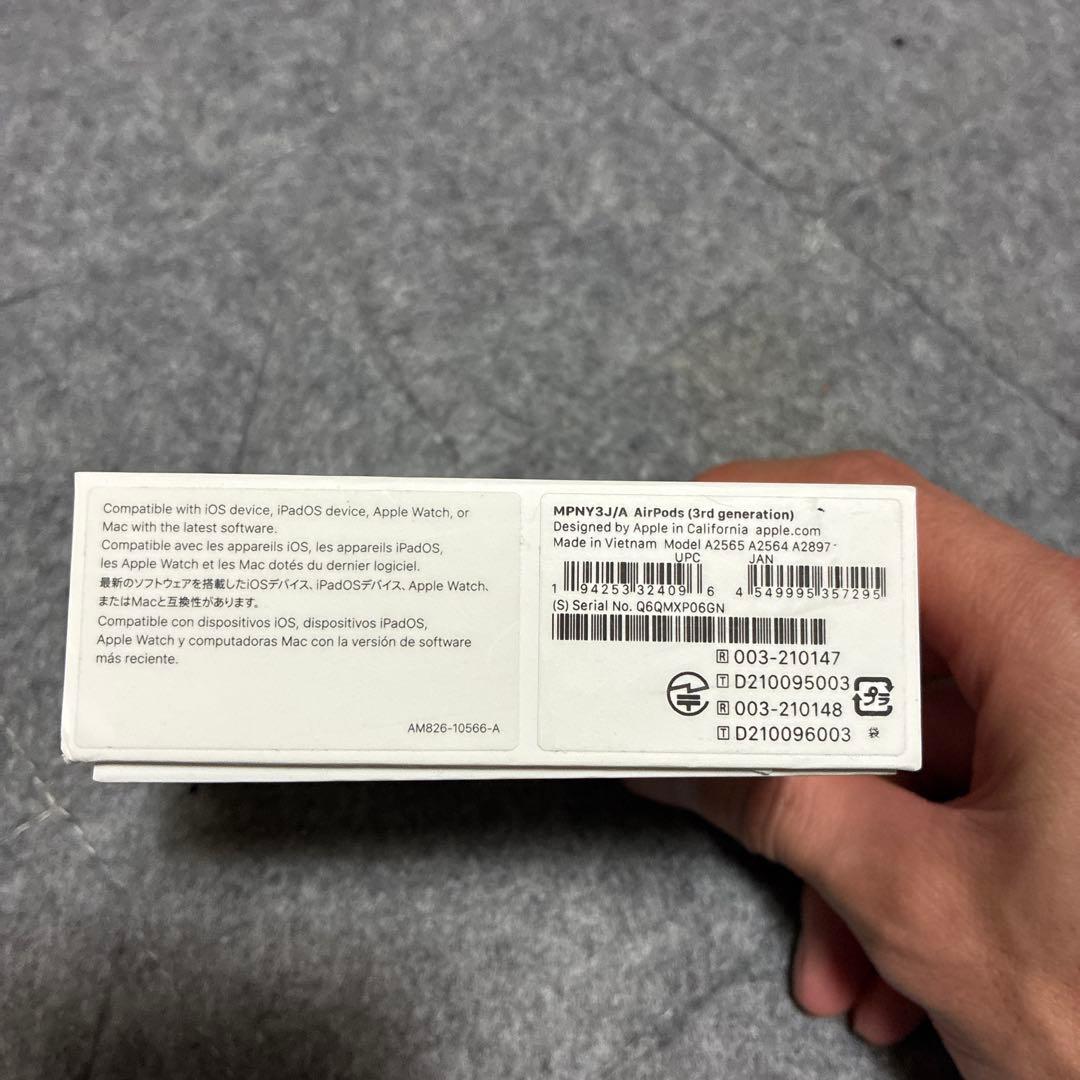 Compatible with iOS device, iPadOS device, Apple Watch, or
Mac with the latest software.
Compatible avec les appareils iOS, les appareils iPadOS,
les Apple Watch et les Mac dotés du dernier logiciel.
最新のソフトウェアを搭載したiOSデバイス、iPadOSデバイス、Apple Watch、
またはMacと互換性があります。
Compatible con dispositivos iOS, dispositivos iPadOS,
Apple Watch y computadoras Mac con la versión de software
más reciente.
AM826-10566-A
MPNY3J/A AirPods (3rd generation)
Designed by Apple in California apple.com
Made in Vietnam Model A2565 A2564 A2897
UPC JAN
1 94253 32409 6 4 549995 357295
(S) Serial No. Q6QMXP06GN
R 003-210147
T D210095003
R 003-210148
T D210096003
プラ
袋